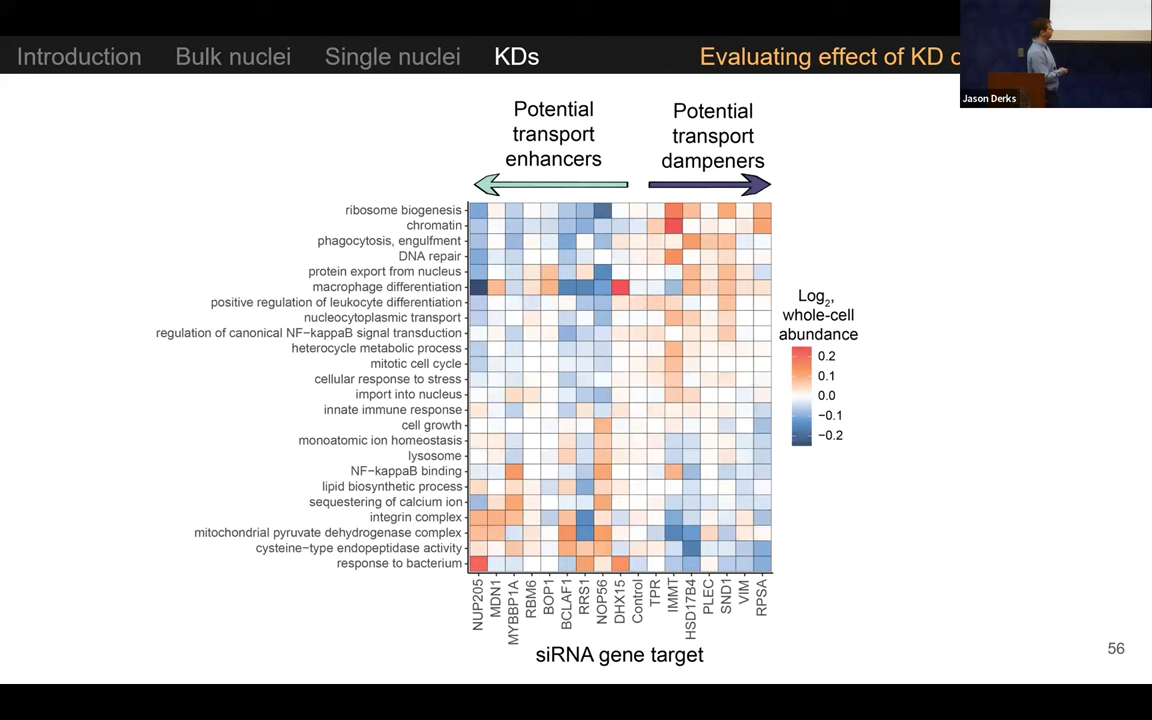 Introduction Bulk nuclei Single nuclei KDs Evaluating effect of KD
Jason Derks
Potential
transport
enhancers
Potential
transport
dampeners
ribosome biogenesis
chromatin
phagocytosis, engulfment
DNA repair
protein export from nucleus
macrophage differentiation
positive regulation of leukocyte differentiation
nucleocytoplasmic transport
regulation of canonical NF−kappaB signal transduction
heterocycle metabolic process
mitotic cell cycle
cellular response to stress
import into nucleus
innate immune response
cell growth
monoatomic ion homeostasis
lysosome
NF−kappaB binding
lipid biosynthetic process
sequestering of calcium ion
integrin complex
mitochondrial pyruvate dehydrogenase complex
cysteine−type endopeptidase activity
response to bacterium
Log2,
whole-cell
abundance
0.2
0.1
0.0
−0.1
−0.2
NUP205
MDN1
MYBBP1A
RBM6
BOP1
BCLAF1
RRS1
NOP56
DHX15
Control
TPR
IMMT
HSD17B4
PLEC
SND1
VIM
RPSA
siRNA gene target
56